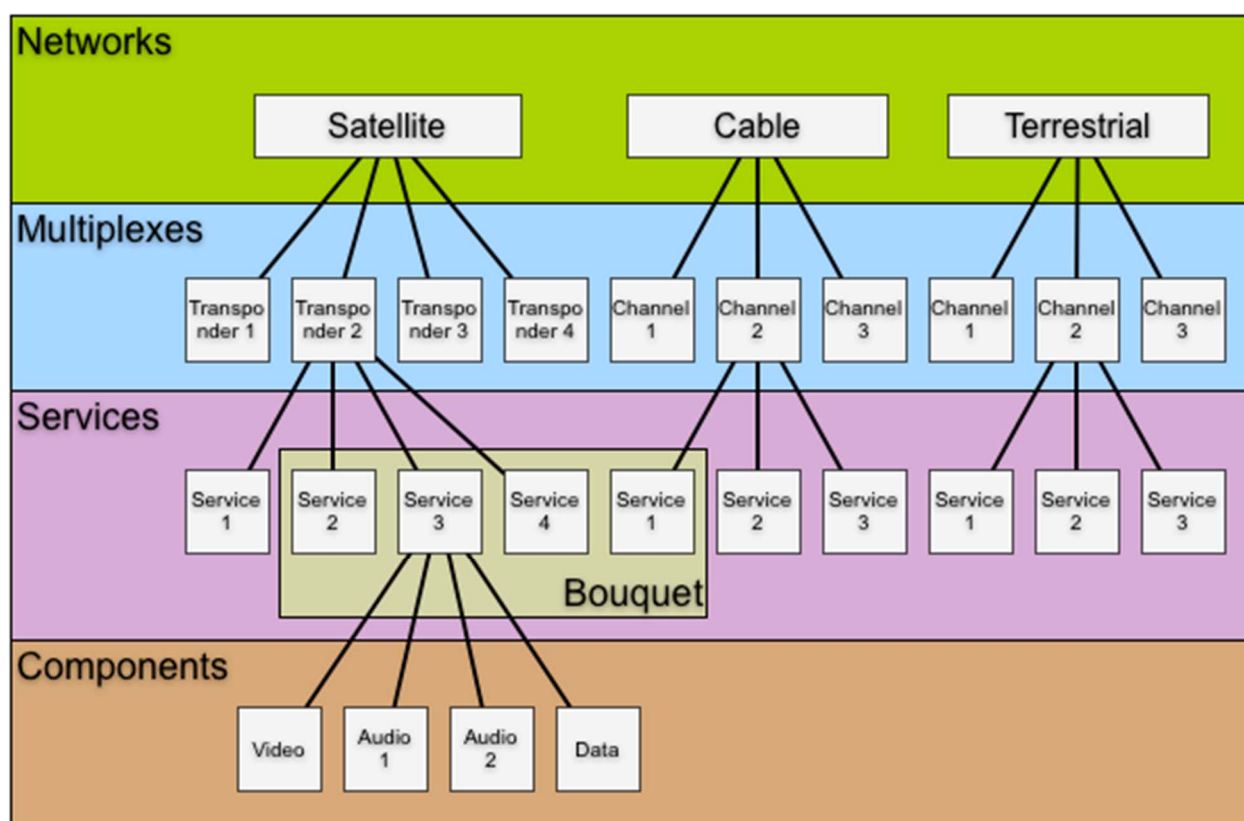 Networks
Satellite
Cable
Terrestrial
Multiplexes
Transpo
nder 1
Transpo
nder 2
Transpo
nder 3
Transpo
nder 4
Channel
1
Channel
2
Channel
3
Channel
1
Channel
2
Channel
3
Services
Service
1
Service
2
Service
3
Service
4
Service
1
Service
2
Service
3
Service
1
Service
2
Service
3
Bouquet
Components
Video
Audio
1
Audio
2
Data